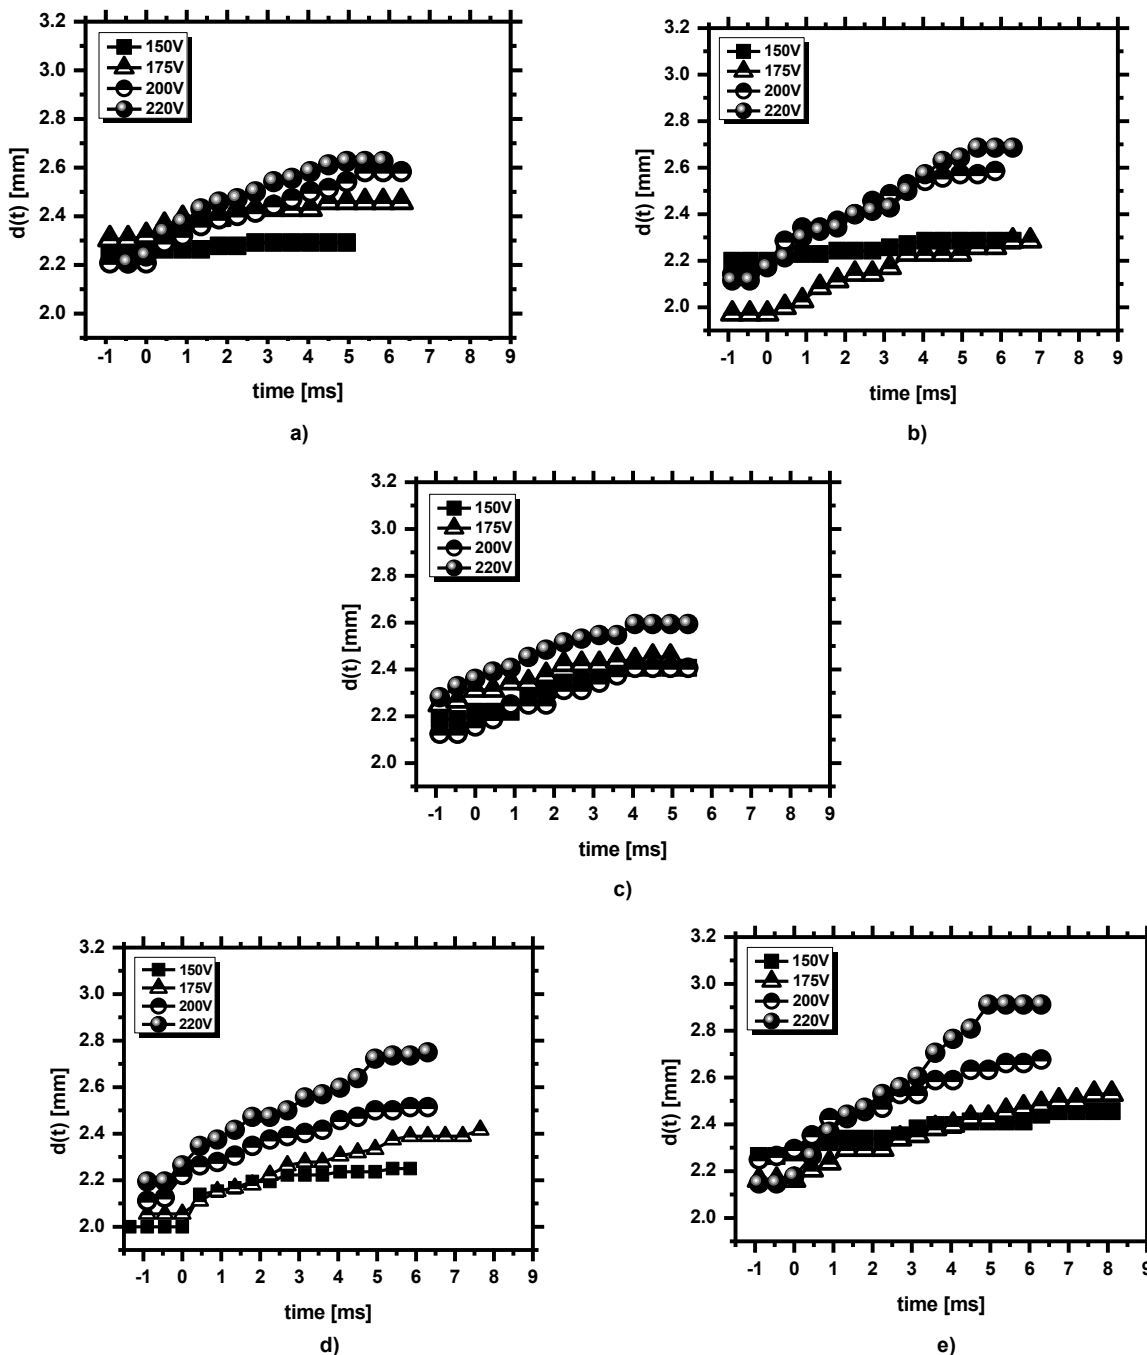 3.2
3.0
2.8
2.6
2.4
2.2
2.0
d(t) [mm]
150V
175V
200V
220V
-1 0 1 2 3 4 5 6 7 8 9
time [ms]
a)
3.2
3.0
2.8
2.6
2.4
2.2
2.0
d(t) [mm]
150V
175V
200V
220V
-1 0 1 2 3 4 5 6 7 8 9
time [ms]
b)
3.2
3.0
2.8
2.6
2.4
2.2
2.0
d(t) [mm]
150V
175V
200V
220V
-1 0 1 2 3 4 5 6 7 8 9
time [ms]
c)
3.2
3.0
2.8
2.6
2.4
2.2
2.0
d(t) [mm]
150V
175V
200V
220V
-1 0 1 2 3 4 5 6 7 8 9
time [ms]
d)
3.2
3.0
2.8
2.6
2.4
2.2
2.0
d(t) [mm]
150V
175V
200V
220V
-1 0 1 2 3 4 5 6 7 8 9
time [ms]
e)